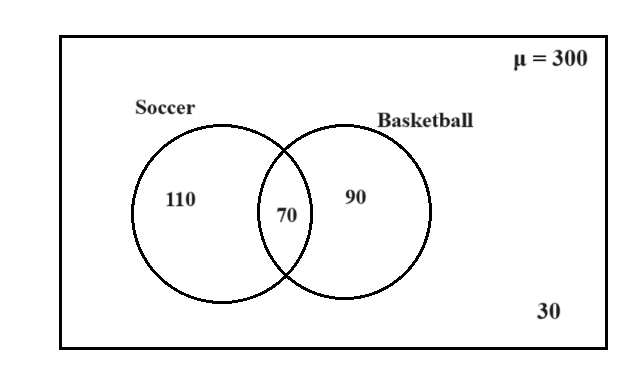 μ = 300
Soccer
Basketball
110
70
90
30